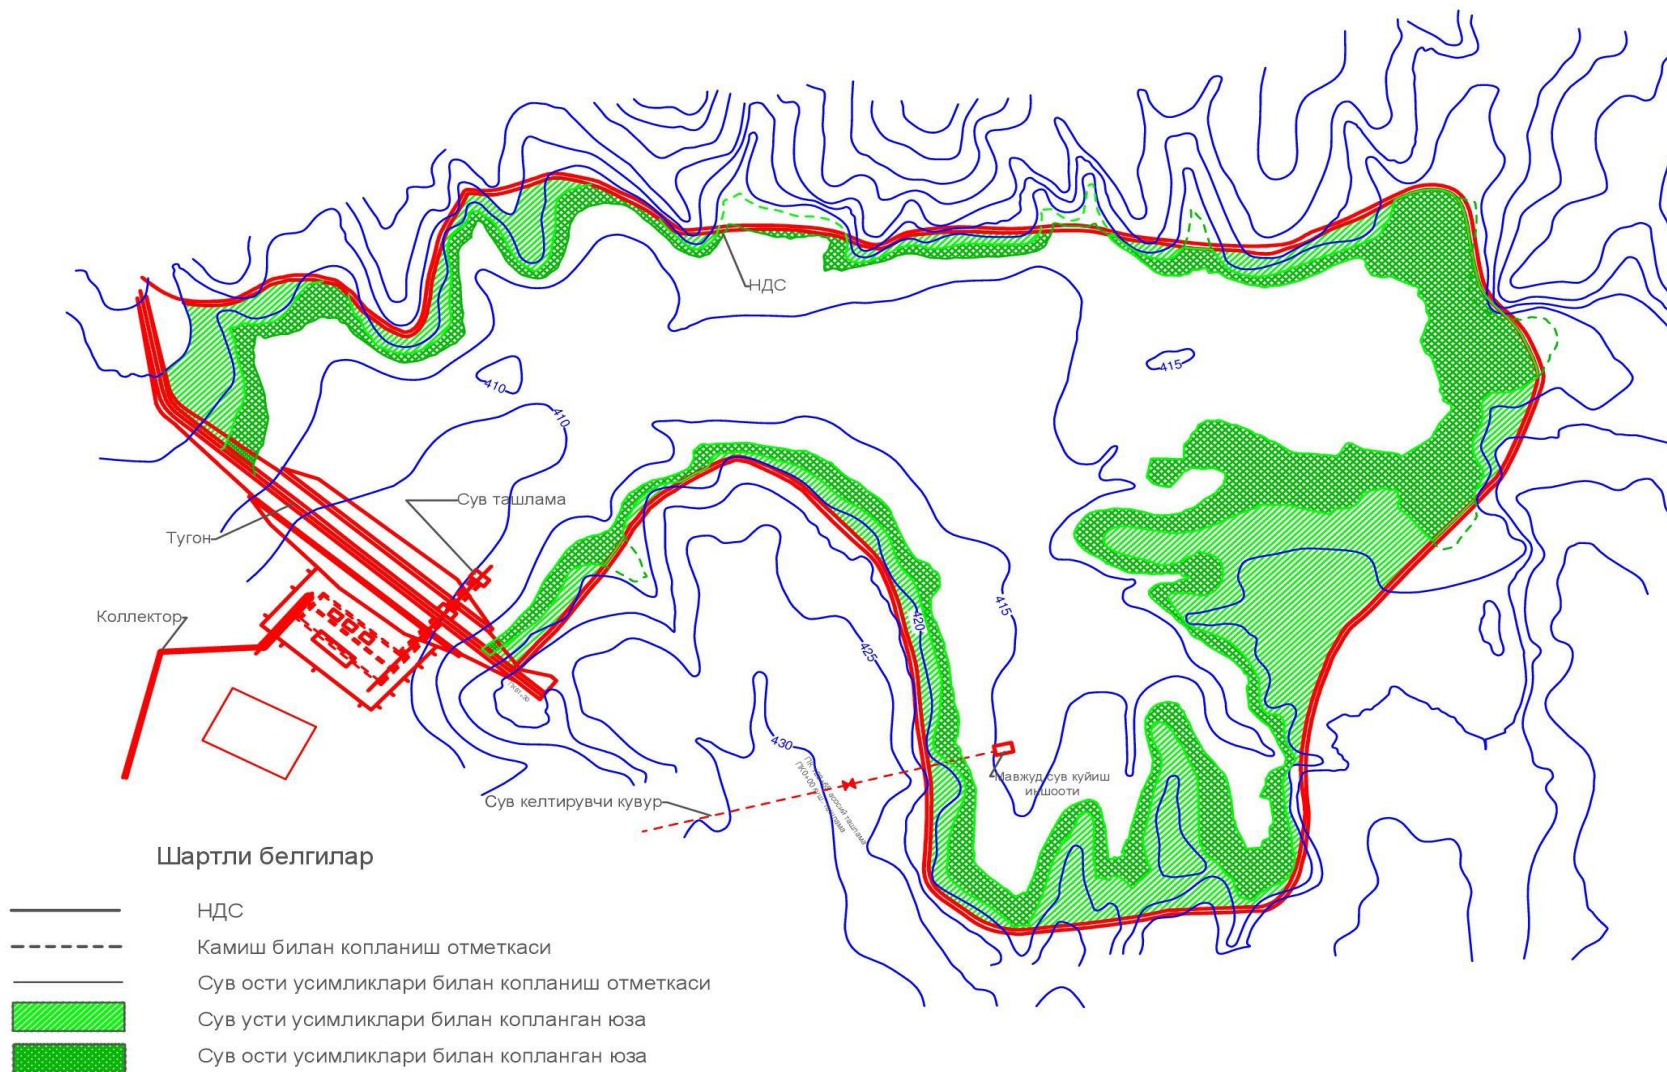 НДС
415
410
410
Сув ташлама
Тугон
Коллектор
415
420
425
430
Мавжуд сув куйиш
иншооти
Сув келтирувчи кувур
Шартли белгилар
НДС
Камиш билан копланиш отметкаси
Сув ости усимликлари билан копланиш отметкаси
Сув усти усимликлари билан копланган юза
Сув ости усимликлари билан копланган юза